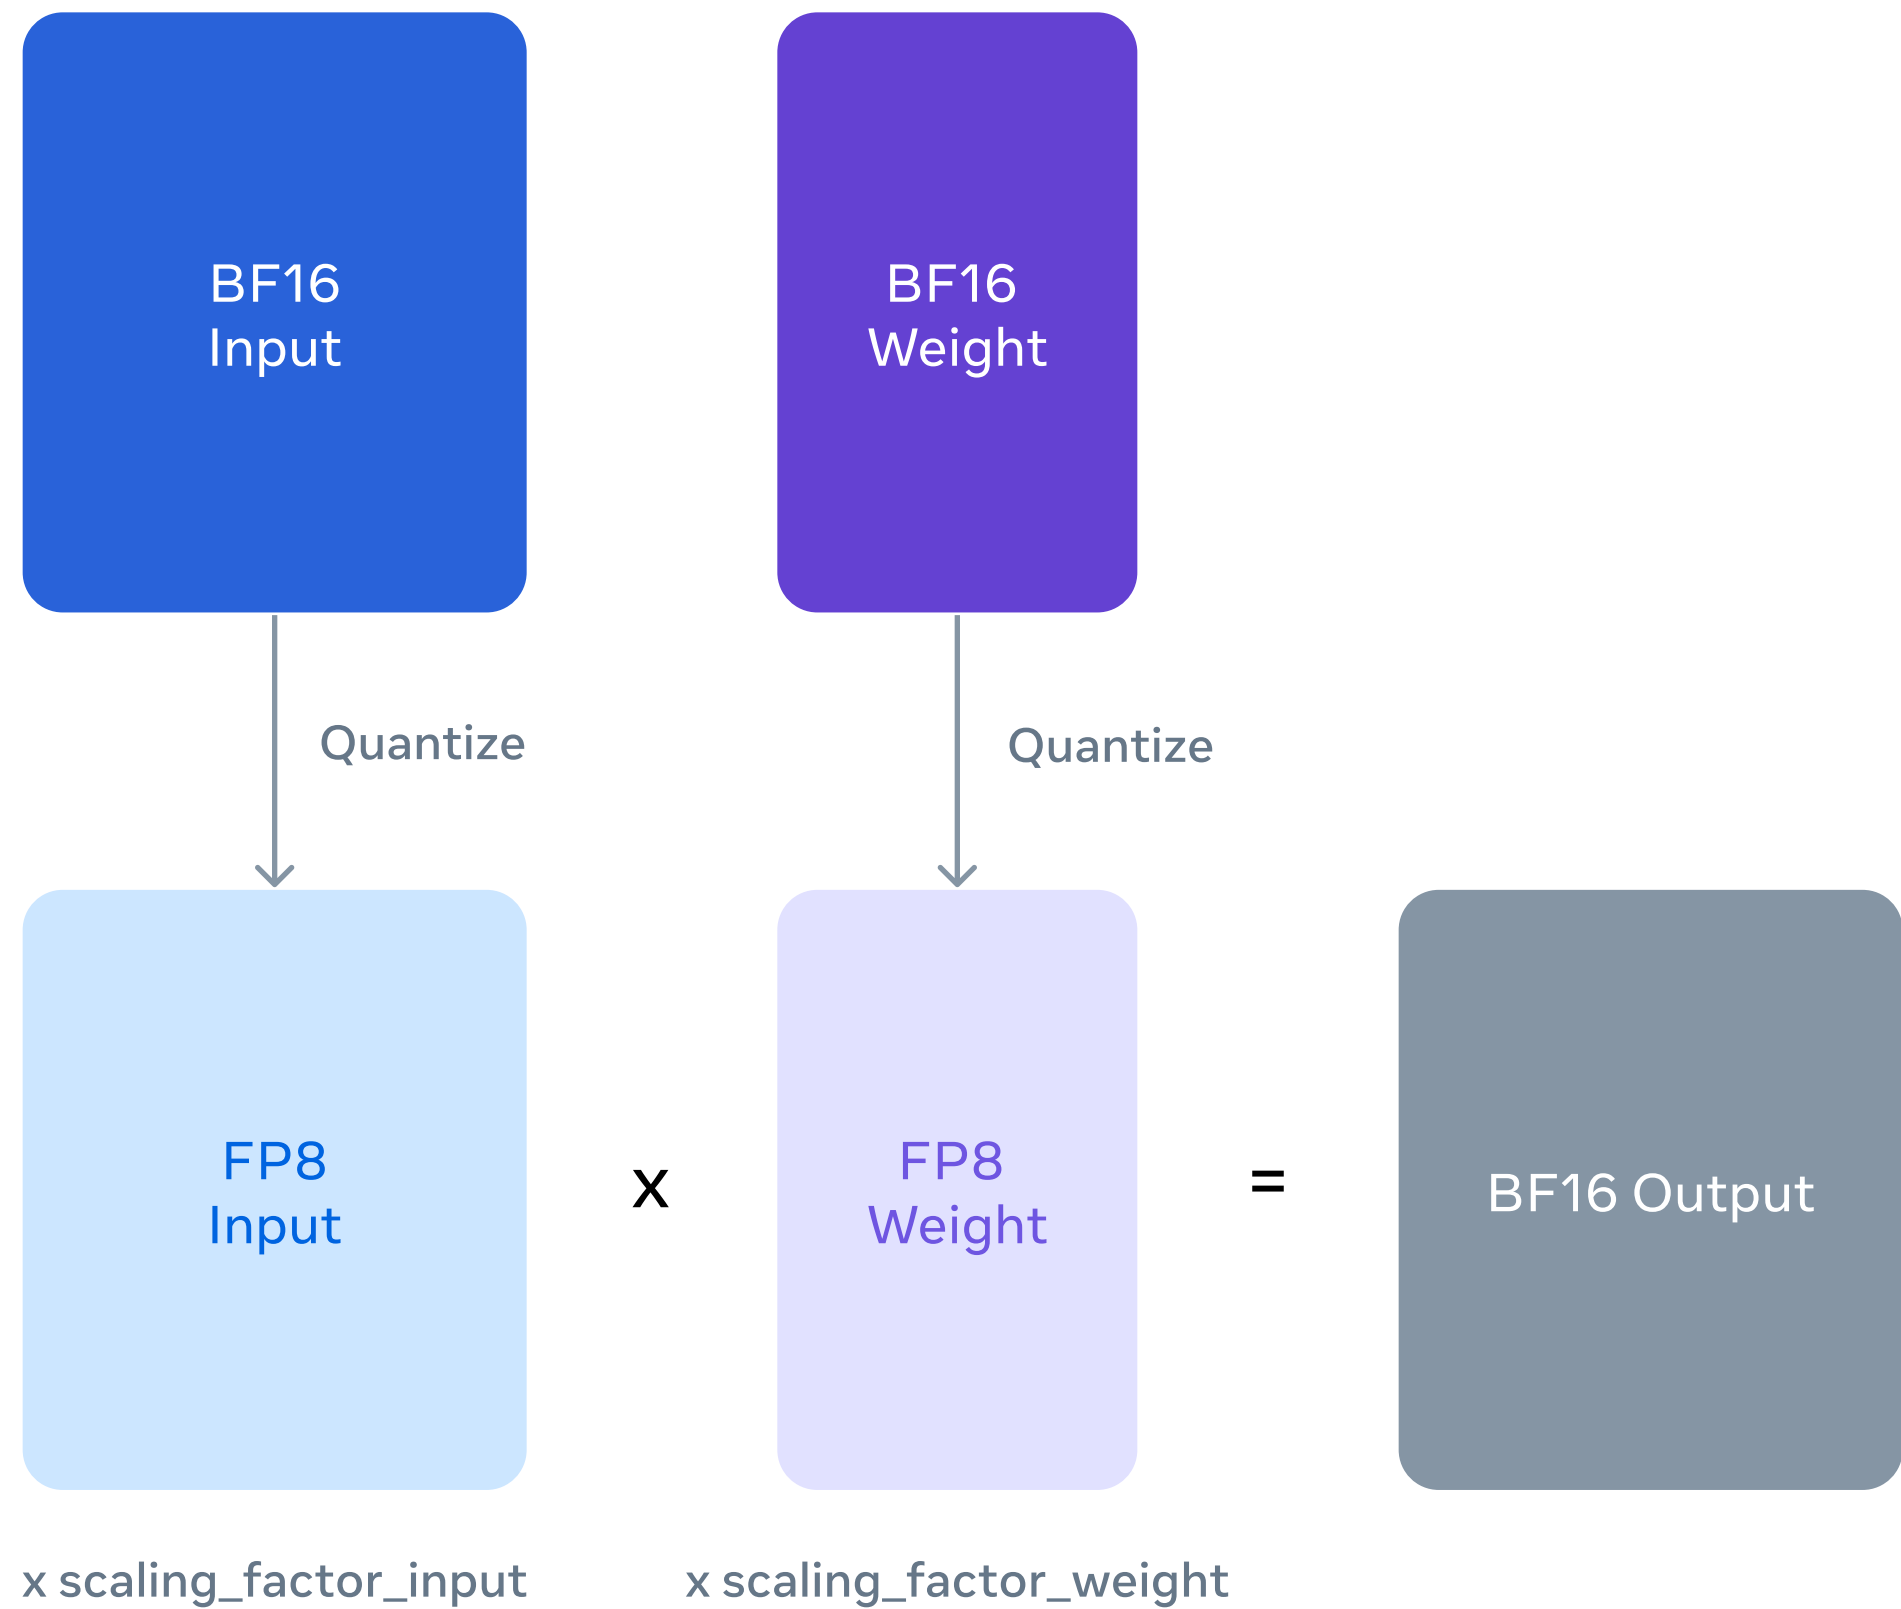 BF16
Input
BF16
Weight
Quantize
Quantize
FP8
Input
x
FP8
Weight
=
BF16 Output
x scaling_factor_input
x scaling_factor_weight